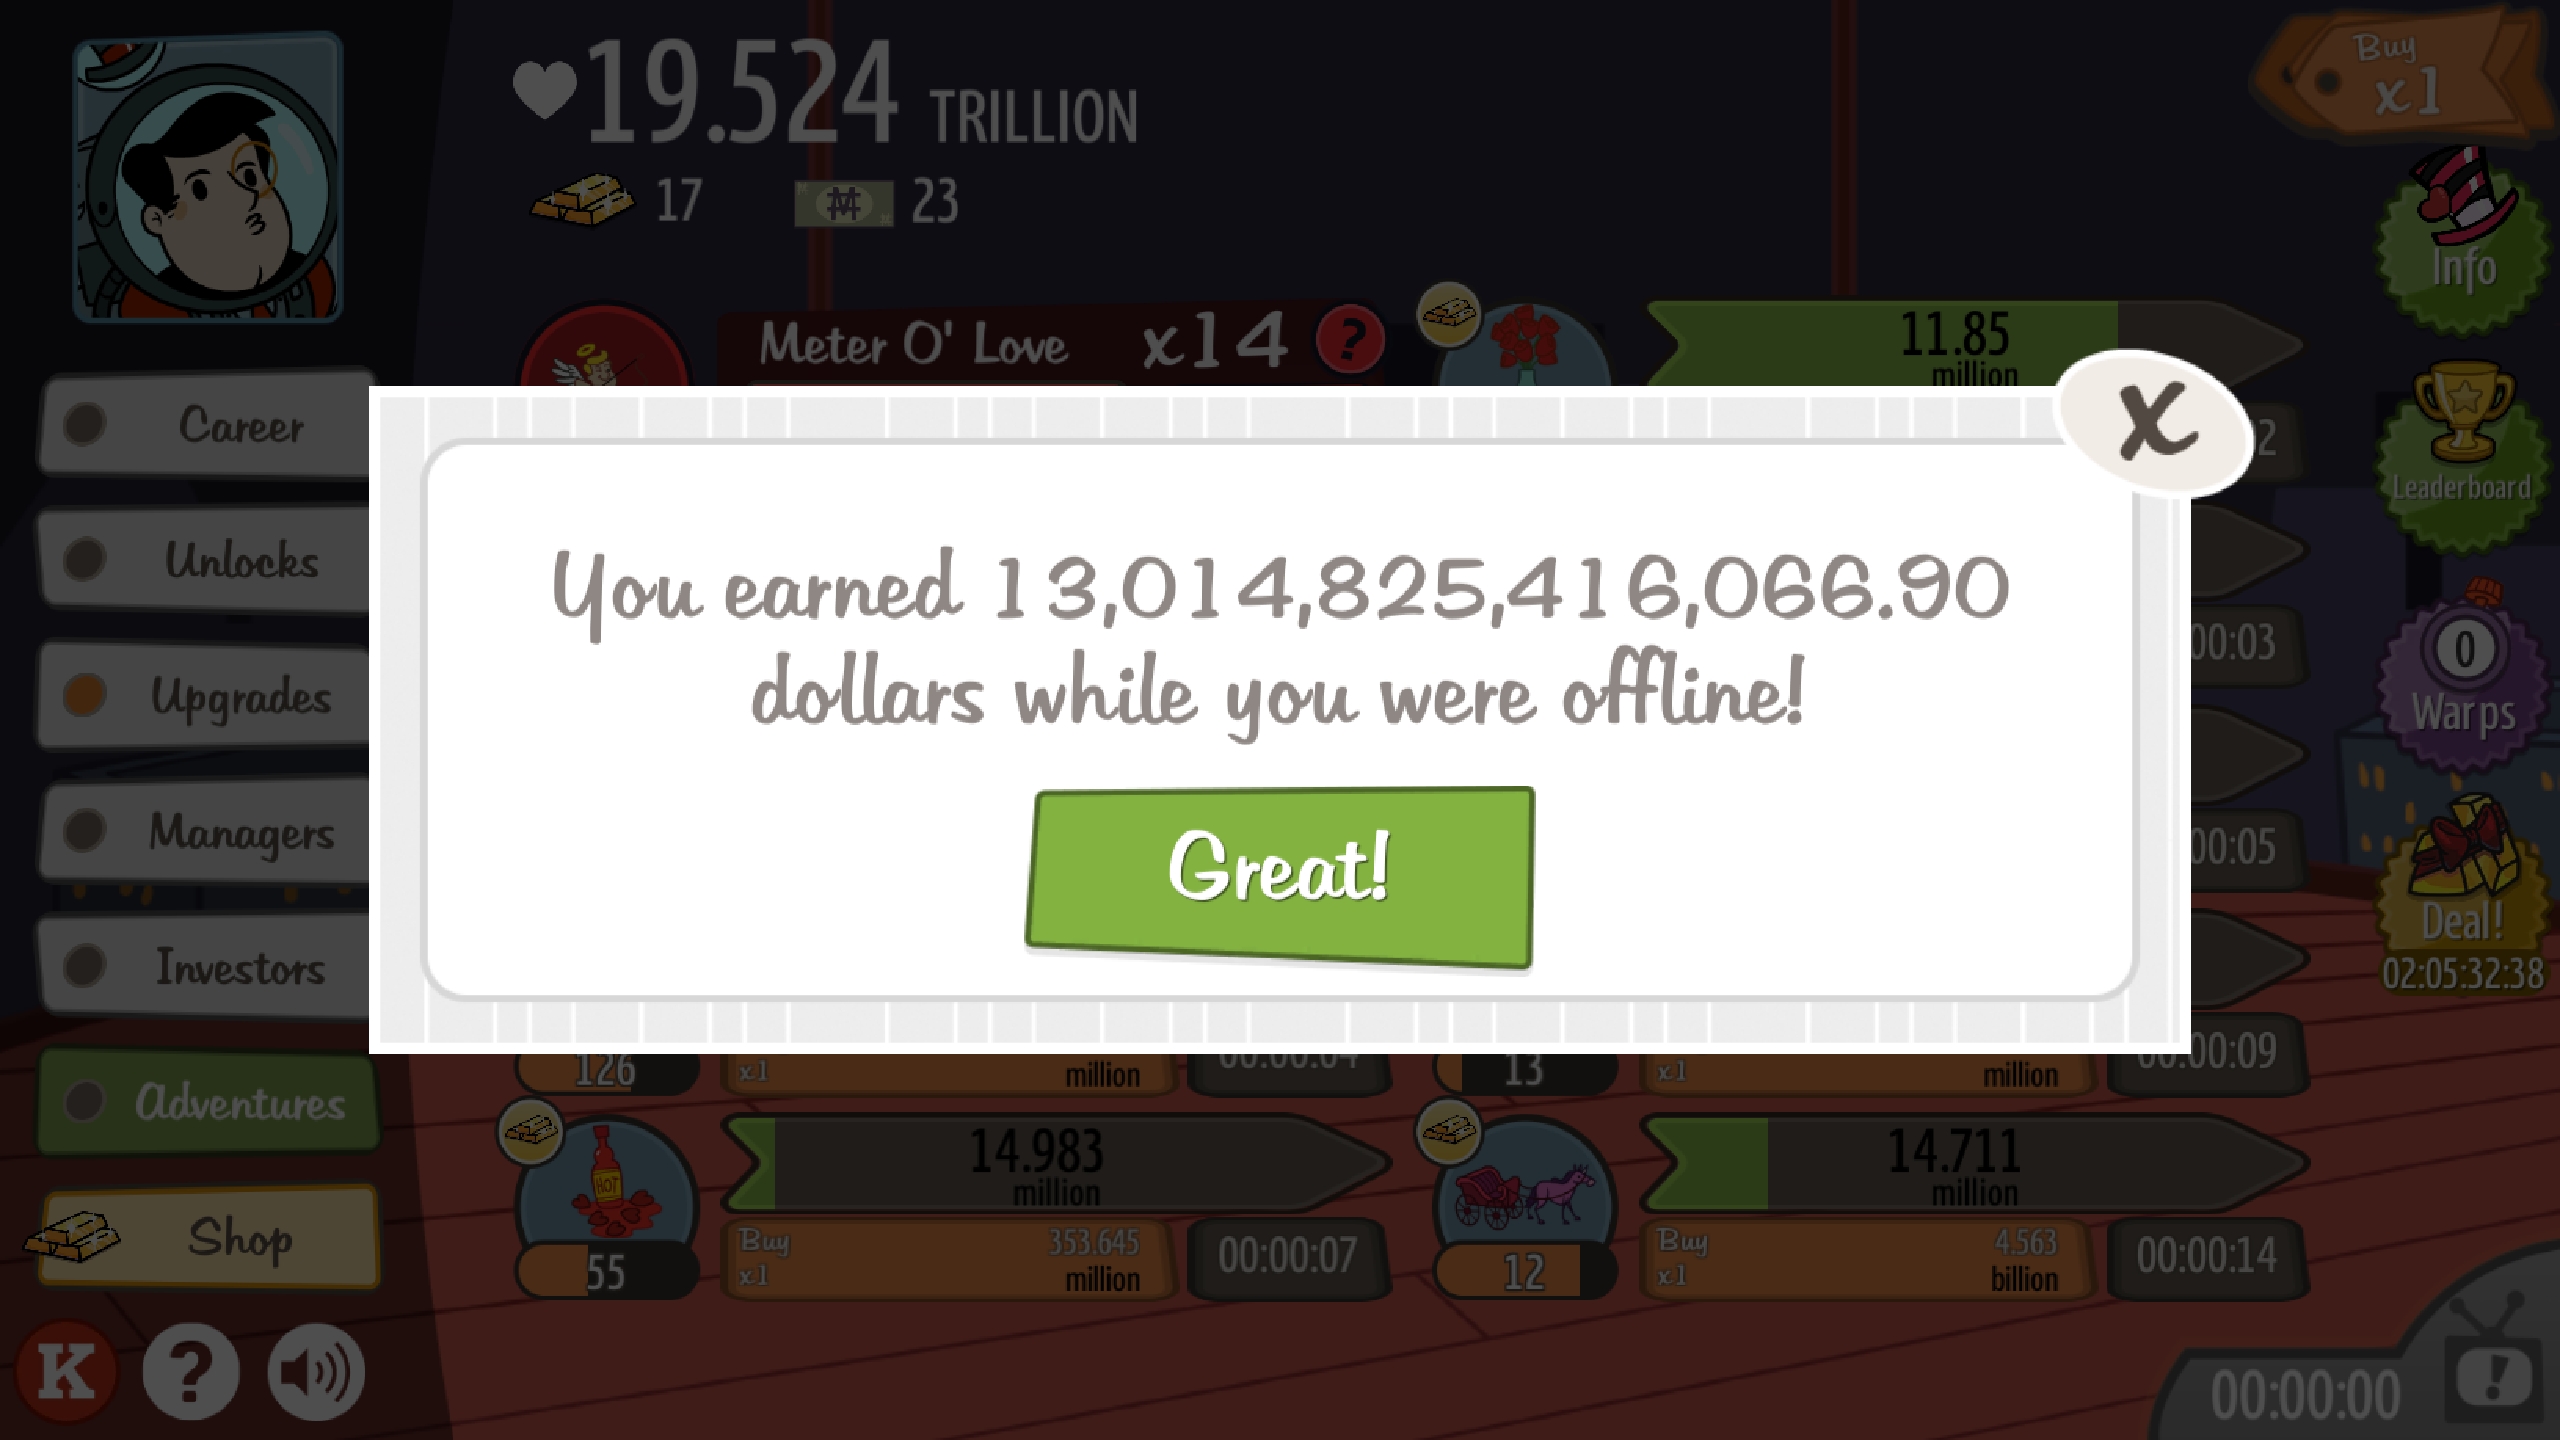 19.524 TRILLION
17
23
Buy
x1
Info
Meter O' Love x14 ?
11.85
million
Career
Leaderboard
Unlocks
You earned 13,014,825,416,066.90
dollars while you were offline!
00:03
0
Warps
Upgrades
Great!
Managers
00:05
Deal!
02:05:32:38
Investors
126
x1
million
13
x1
million
00:00:09
Adventures
HOT
14.983
million
14.711
million
Shop
55
Buy
x1
353.645
million
00:00:07
12
Buy
x1
4.563
billion
00:00:14
K ?
00:00:00
!
X